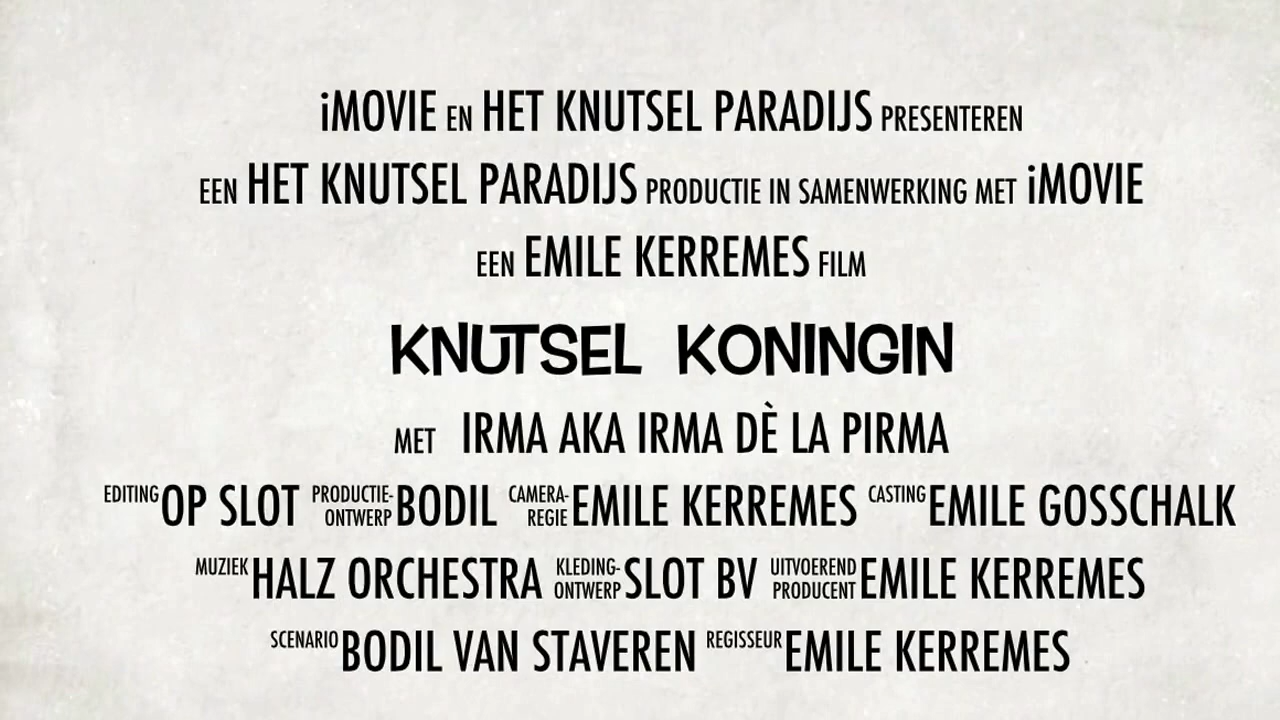 iMOVIE EN HET KNUTSEL PARADIJS PRESENTEREN
EEN HET KNUTSEL PARADIJS PRODUCTIE IN SAMENWERKING MET iMOVIE
EEN EMILE KERREMES FILM
KNUTSEL KONINGIN
MET IRMA AKA IRMA DÈ LA PIRMA
EDITING OP SLOT PRODUCTIE-ONTWERP BODIL CAMERA-REGIE EMILE KERREMES CASTING EMILE GOSSCHALK
MUZIEK HALZ ORCHESTRA KLEDING-ONTWERP SLOT BV UITVOEREND PRODUCENT EMILE KERREMES
SCENARIO BODIL VAN STAVEREN REGISSEUR EMILE KERREMES